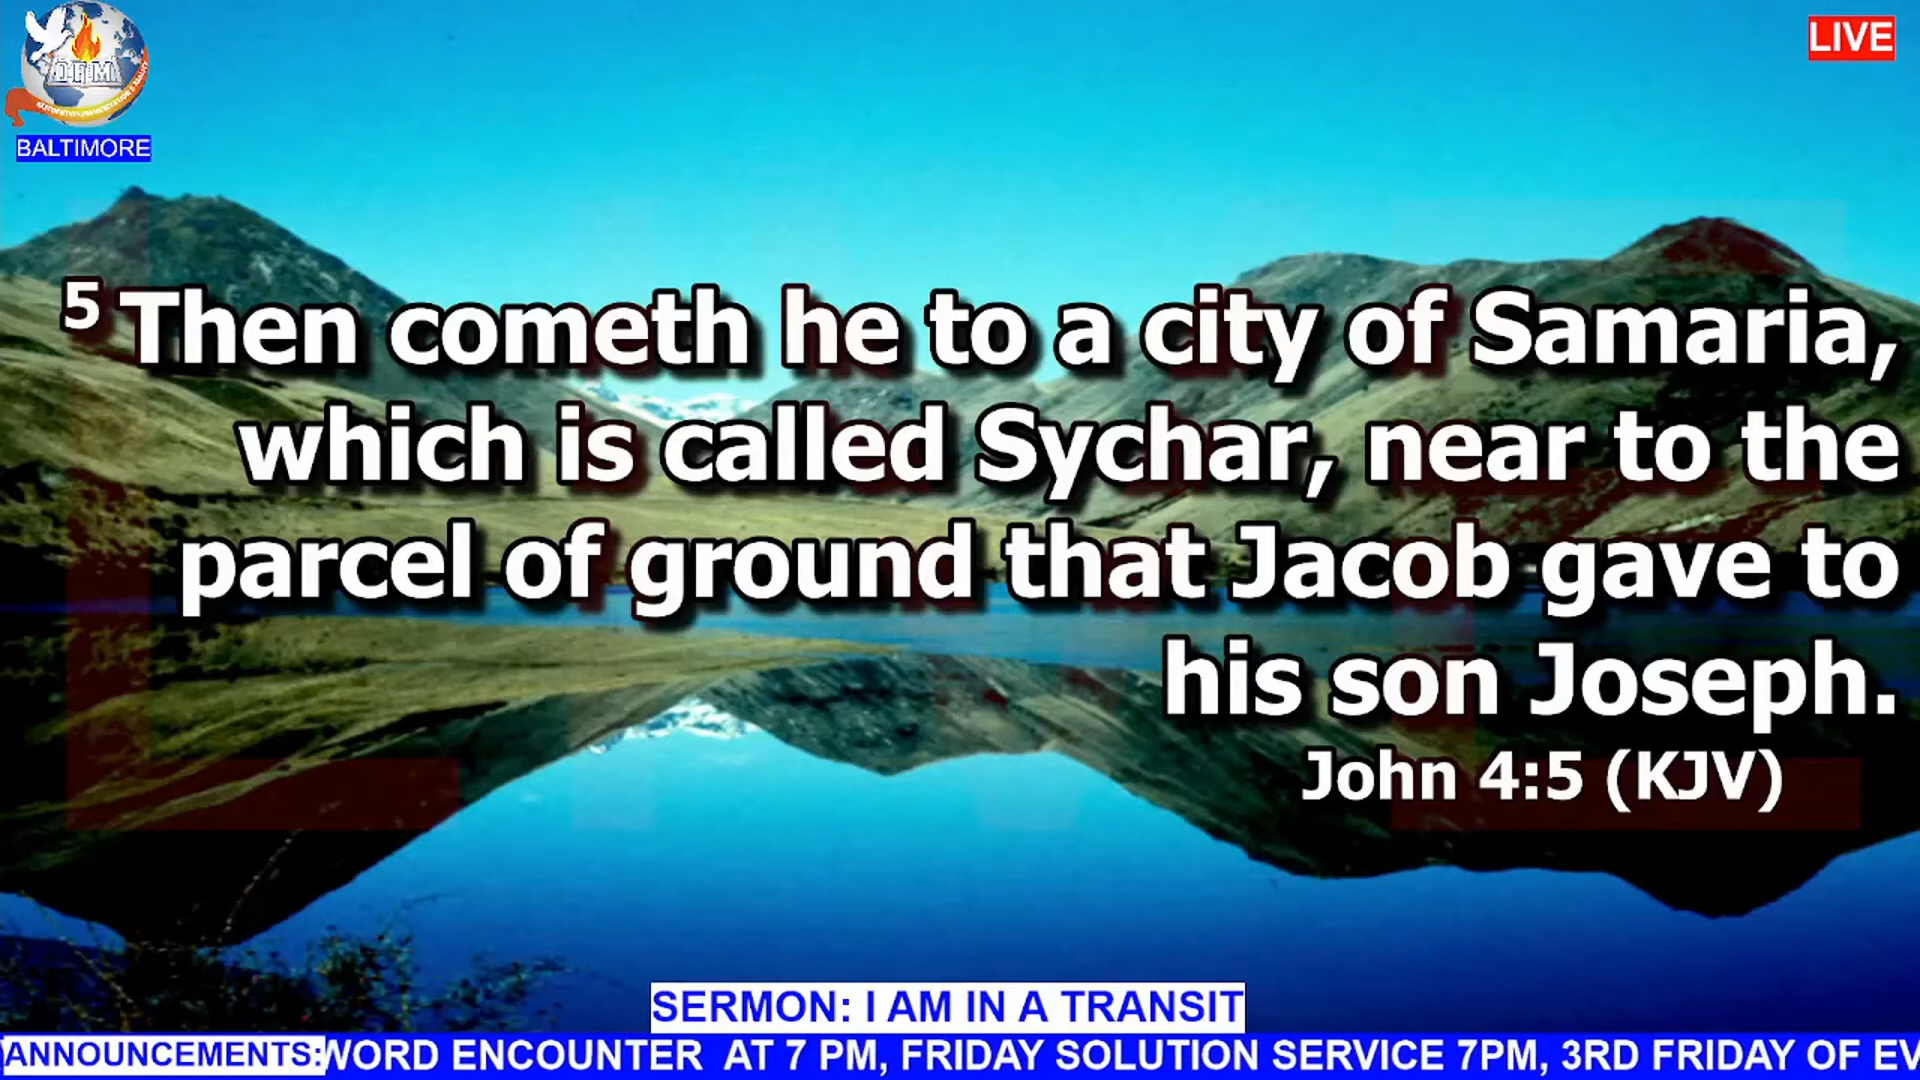 LIVE
OFM
BALTIMORE
5 Then cometh he to a city of Samaria,
which is called Sychar, near to the
parcel of ground that Jacob gave to
his son Joseph.
John 4:5 (KJV)
SERMON: I AM IN A TRANSIT
ANNOUNCEMENTS: WORD ENCOUNTER AT 7 PM, FRIDAY SOLUTION SERVICE 7PM, 3RD FRIDAY OF EV